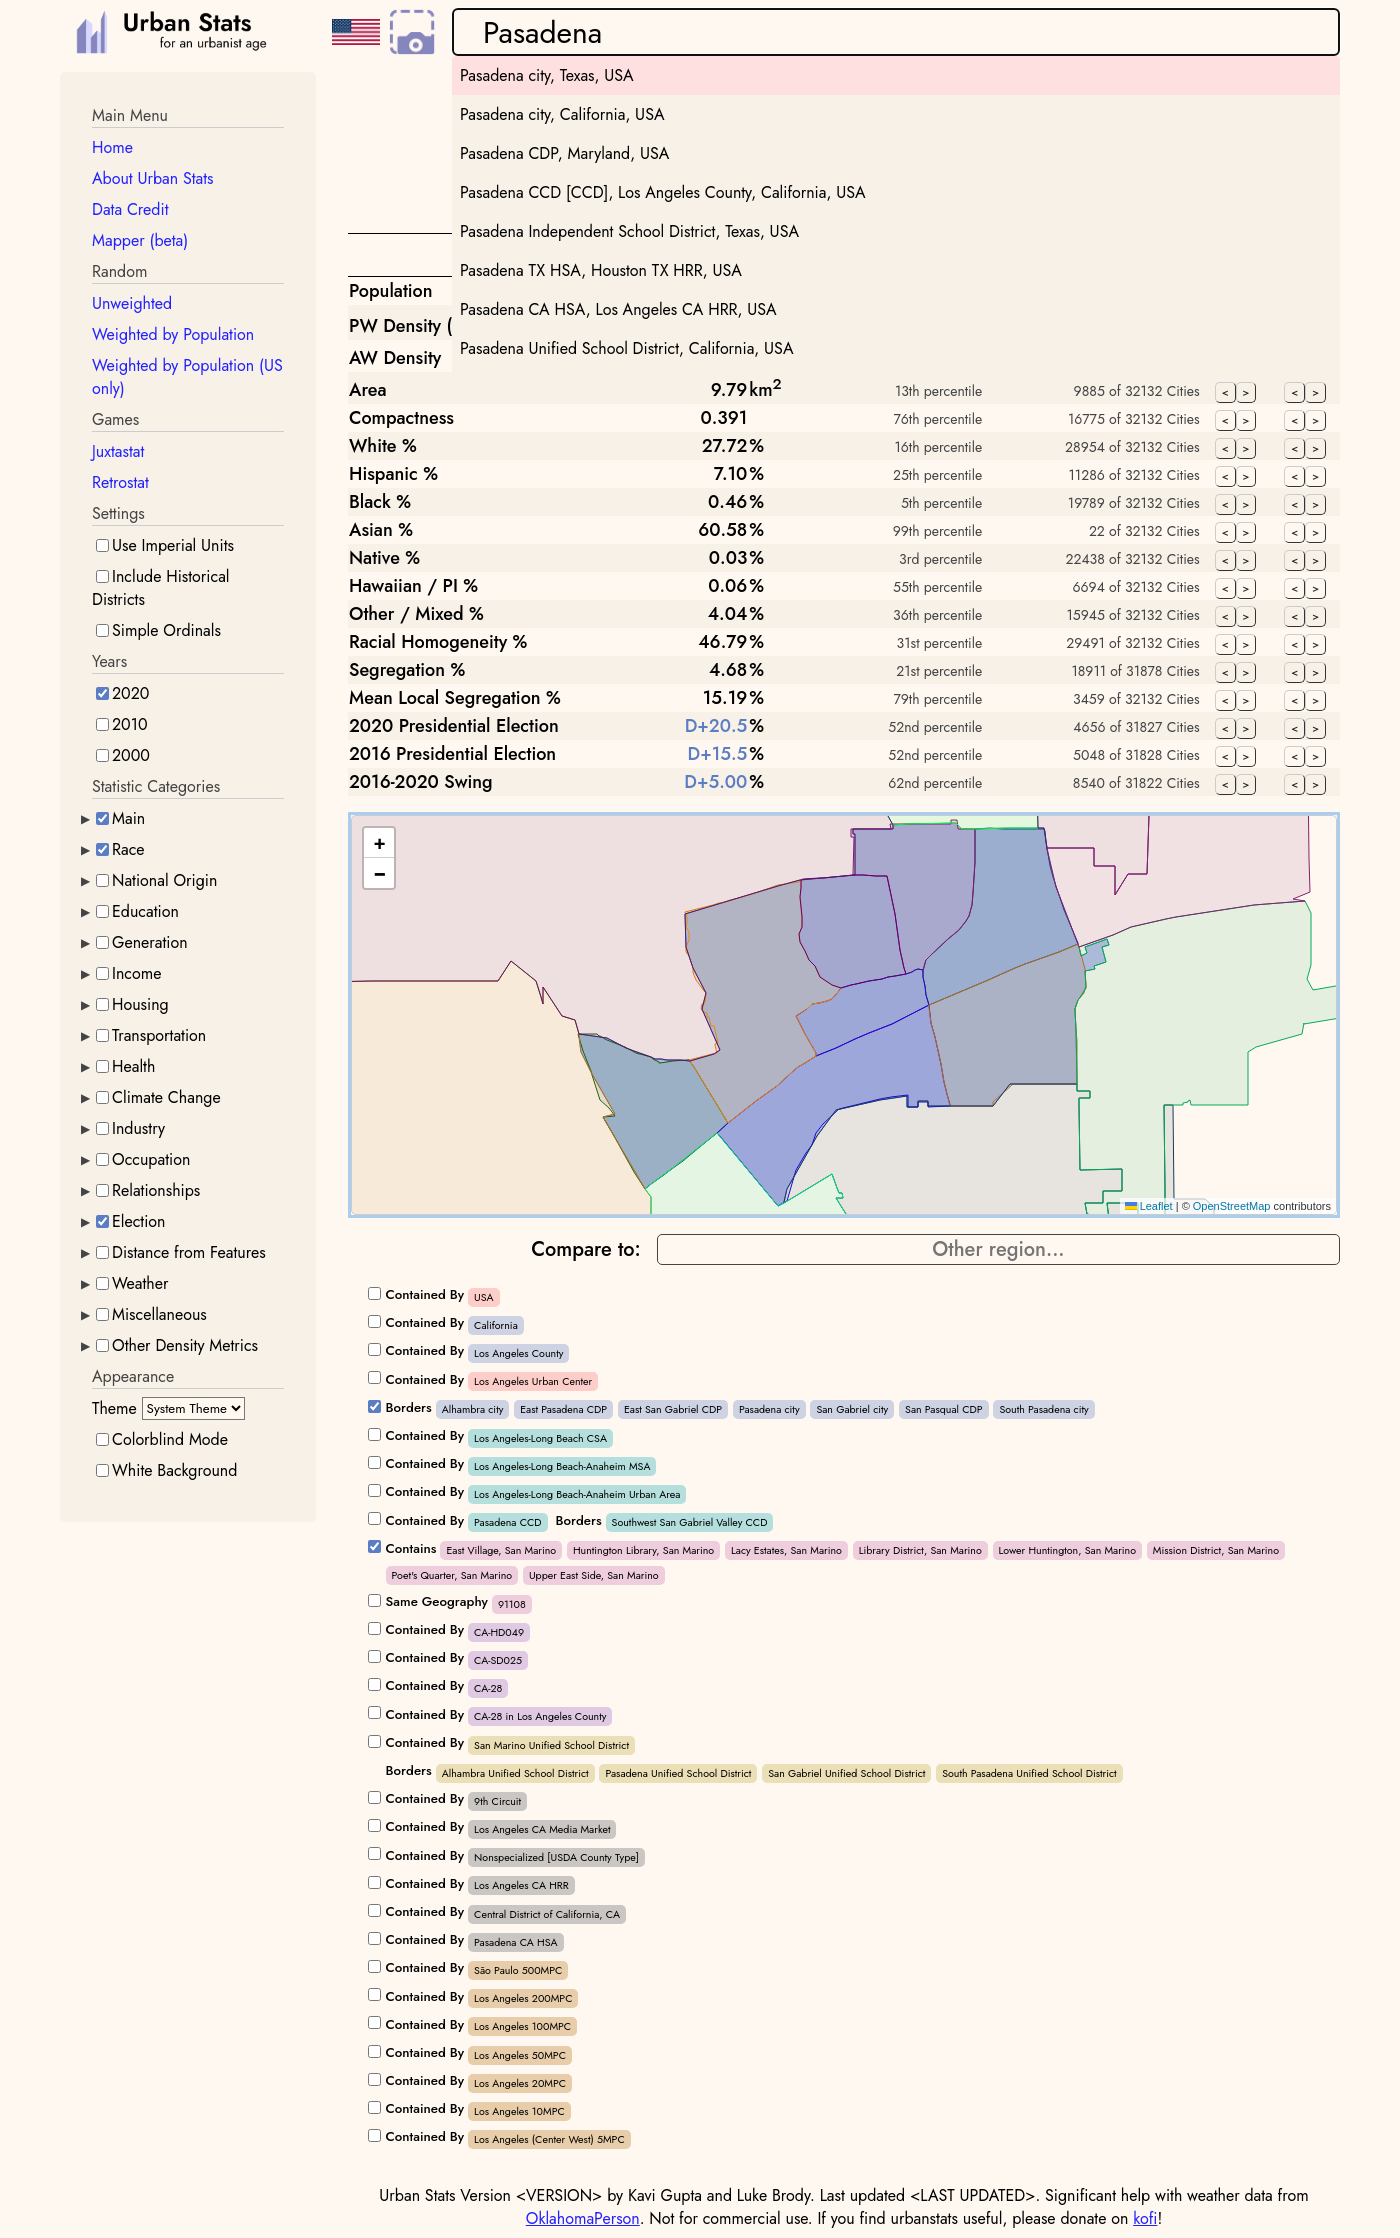 Urban Stats
for an urbanist age
Pasadena
Pasadena city, Texas, USA
Pasadena city, California, USA
Pasadena CDP, Maryland, USA
Pasadena CCD [CCD], Los Angeles County, California, USA
Pasadena Independent School District, Texas, USA
Pasadena TX HSA, Houston TX HRR, USA
Pasadena CA HSA, Los Angeles CA HRR, USA
Pasadena Unified School District, California, USA
Main Menu
Home
About Urban Stats
Data Credit
Mapper (beta)
Random
Unweighted
Weighted by Population
Weighted by Population (US
only)
Games
Juxtastat
Retrostat
Settings
Use Imperial Units
Include Historical
Districts
Simple Ordinals
Years
2020
2010
2000
Statistic Categories
▶ Main
▶ Race
▶ National Origin
▶ Education
▶ Generation
▶ Income
▶ Housing
▶ Transportation
▶ Health
▶ Climate Change
▶ Industry
▶ Occupation
▶ Relationships
▶ Election
▶ Distance from Features
▶ Weather
▶ Miscellaneous
▶ Other Density Metrics
Appearance
Theme System Theme
Colorblind Mode
White Background
Population
PW Density (
AW Density
Area 9.79 km2 13th percentile 9885 of 32132 Cities < > < >
Compactness 0.391 76th percentile 16775 of 32132 Cities < > < >
White % 27.72% 16th percentile 28954 of 32132 Cities < > < >
Hispanic % 7.10% 25th percentile 11286 of 32132 Cities < > < >
Black % 0.46% 5th percentile 19789 of 32132 Cities < > < >
Asian % 60.58% 99th percentile 22 of 32132 Cities < > < >
Native % 0.03% 3rd percentile 22438 of 32132 Cities < > < >
Hawaiian / PI % 0.06% 55th percentile 6694 of 32132 Cities < > < >
Other / Mixed % 4.04% 36th percentile 15945 of 32132 Cities < > < >
Racial Homogeneity % 46.79% 31st percentile 29491 of 32132 Cities < > < >
Segregation % 4.68% 21st percentile 18911 of 31878 Cities < > < >
Mean Local Segregation % 15.19% 79th percentile 3459 of 32132 Cities < > < >
2020 Presidential Election D+20.5% 52nd percentile 4656 of 31827 Cities < > < >
2016 Presidential Election D+15.5% 52nd percentile 5048 of 31828 Cities < > < >
2016-2020 Swing D+5.00% 62nd percentile 8540 of 31822 Cities < > < >
+
−
Leaflet | © OpenStreetMap contributors
Compare to: Other region...
Contained By USA
Contained By California
Contained By Los Angeles County
Contained By Los Angeles Urban Center
Borders Alhambra city East Pasadena CDP East San Gabriel CDP Pasadena city San Gabriel city San Pasqual CDP South Pasadena city
Contained By Los Angeles-Long Beach CSA
Contained By Los Angeles-Long Beach-Anaheim MSA
Contained By Los Angeles-Long Beach-Anaheim Urban Area
Contained By Pasadena CCD Borders Southwest San Gabriel Valley CCD
Contains East Village, San Marino Huntington Library, San Marino Lacy Estates, San Marino Library District, San Marino Lower Huntington, San Marino Mission District, San Marino
Poet's Quarter, San Marino Upper East Side, San Marino
Same Geography 91108
Contained By CA-HD049
Contained By CA-SD025
Contained By CA-28
Contained By CA-28 in Los Angeles County
Contained By San Marino Unified School District
Borders Alhambra Unified School District Pasadena Unified School District San Gabriel Unified School District South Pasadena Unified School District
Contained By 9th Circuit
Contained By Los Angeles CA Media Market
Contained By Nonspecialized [USDA County Type]
Contained By Los Angeles CA HRR
Contained By Central District of California, CA
Contained By Pasadena CA HSA
Contained By São Paulo 500MPC
Contained By Los Angeles 200MPC
Contained By Los Angeles 100MPC
Contained By Los Angeles 50MPC
Contained By Los Angeles 20MPC
Contained By Los Angeles 10MPC
Contained By Los Angeles (Center West) 5MPC
Urban Stats Version <VERSION> by Kavi Gupta and Luke Brody. Last updated <LAST UPDATED>. Significant help with weather data from
OklahomaPerson. Not for commercial use. If you find urbanstats useful, please donate on kofi!